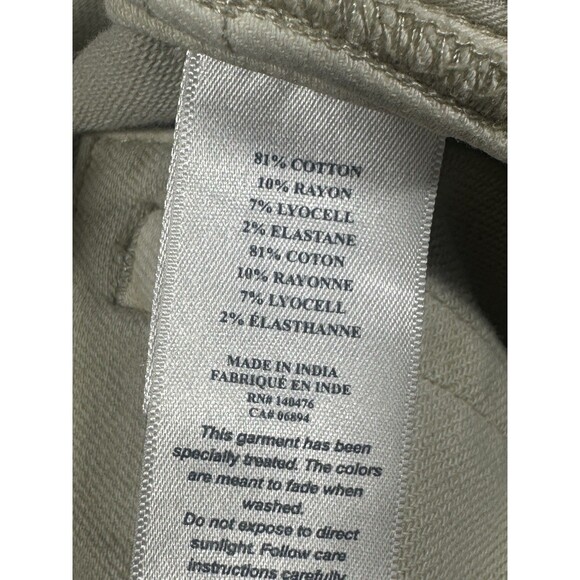 81% COTTON
10% RAYON
7% LYOCELL
2% ELASTANE
81% COTON
10% RAYONNE
7% LYOCELL
2% ÉLASTHANNE
MADE IN INDIA
FABRIQUÉ EN INDE
RN# 140476
CA# 06894
This garment has been
specially treated. The colors
are meant to fade when
washed.
Do not expose to direct
sunlight. Follow care
instructions carefully.